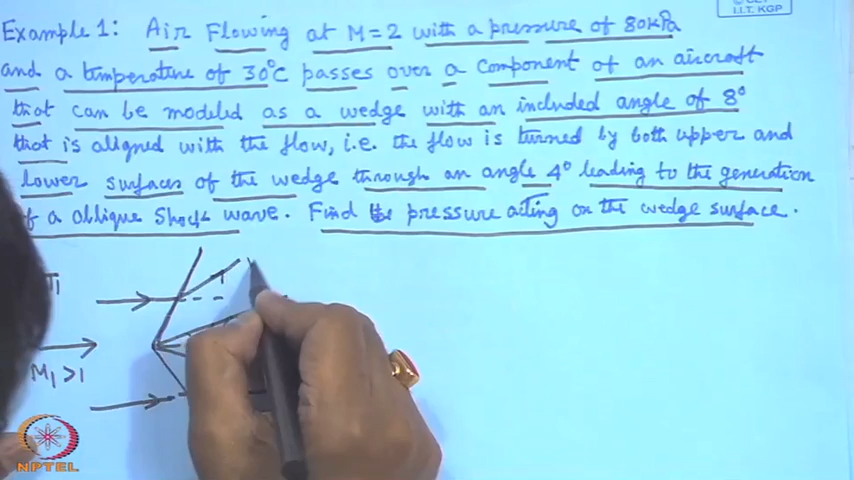 I.I.T. KGP
Example 1: Air Flowing at M=2 with a pressure of 80kPa
and a temperature of 30°C passes over a component of an aircraft
that can be modeled as a wedge with an included angle of 8°
that is aligned with the flow, i.e. the flow is turned by both upper and
lower surfaces of the wedge through an angle 4° leading to the generation
of a oblique shock wave. Find the pressure acting on the wedge surface.
M₁ >1
NPTEL